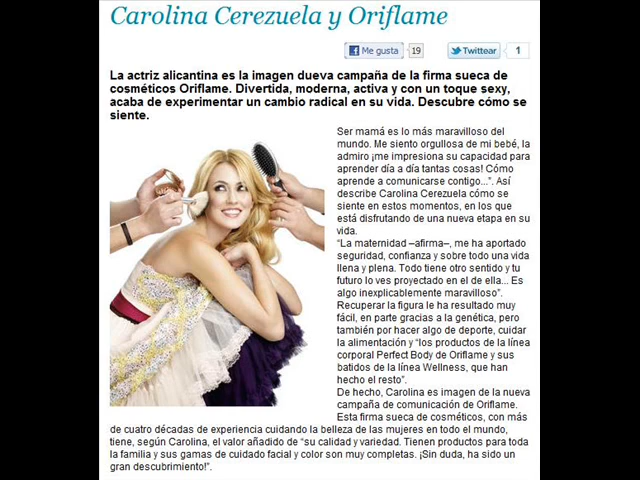 Carolina Cerezuela y Oriflame
Me gusta 19
Twittear 1
La actriz alicantina es la imagen dueva campaña de la firma sueca de
cosméticos Oriflame. Divertida, moderna, activa y con un toque sexy,
acaba de experimentar un cambio radical en su vida. Descubre cómo se
siente.
Ser mamá es lo más maravilloso del
mundo. Me siento orgullosa de mi bebé, la
admiro ¡me impresiona su capacidad para
aprender día a día tantas cosas! Cómo
aprende a comunicarse contigo...”. Así
describe Carolina Cerezuela cómo se
siente en estos momentos, en los que
está disfrutando de una nueva etapa en su
vida.
“La maternidad –afirma–, me ha aportado
seguridad, confianza y sobre todo una vida
llena y plena. Todo tiene otro sentido y tu
futuro lo ves proyectado en el de ella... Es
algo inexplicablemente maravilloso”.
Recuperar la figura le ha resultado muy
fácil, en parte gracias a la genética, pero
también por hacer algo de deporte, cuidar
la alimentación y “los productos de la línea
corporal Perfect Body de Oriflame y sus
batidos de la línea Wellness, que han
hecho el resto”.
De hecho, Carolina es imagen de la nueva
campaña de comunicación de Oriflame.
Esta firma sueca de cosméticos, con más
de cuatro décadas de experiencia cuidando la belleza de las mujeres en todo el mundo,
tiene, según Carolina, el valor añadido de “su calidad y variedad. Tienen productos para toda
la familia y sus gamas de cuidado facial y color son muy completas. ¡Sin duda, ha sido un
gran descubrimiento!”.